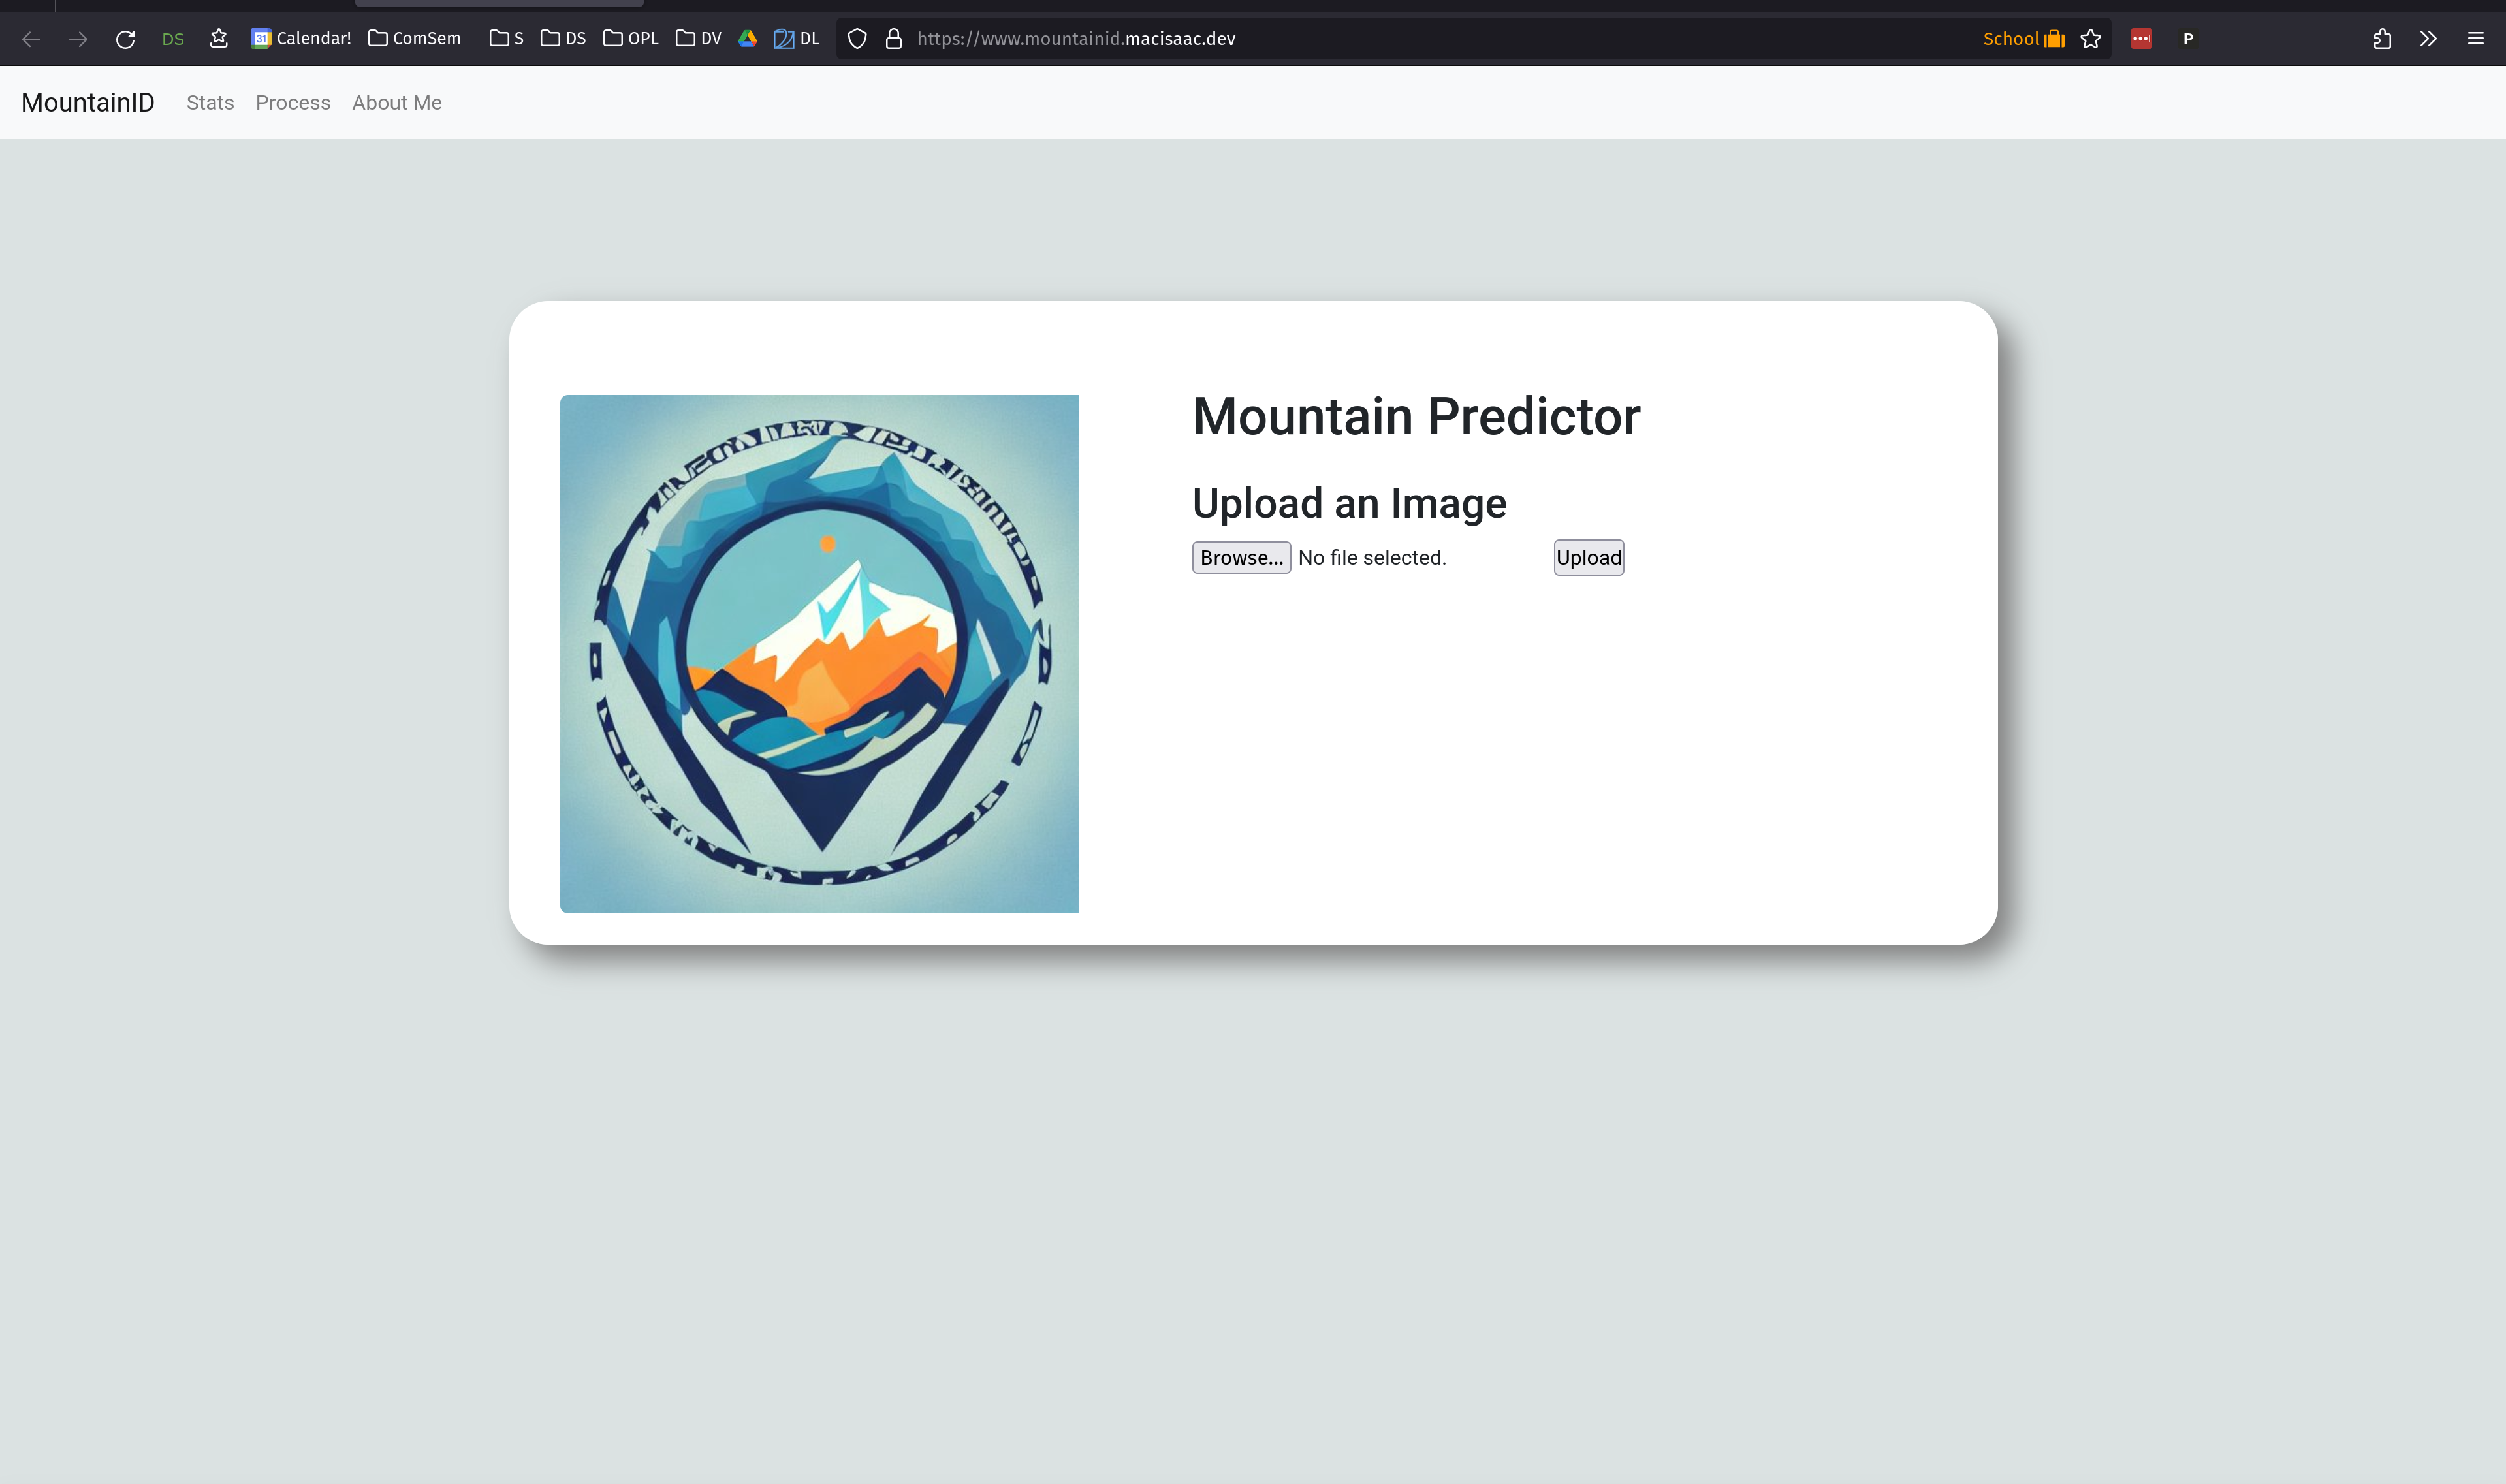 DS Calendar! ComSem S DS OPL DV DL https://www.mountainid.macisaac.dev School P
MountainID Stats Process About Me
Mountain Predictor
Upload an Image
Browse... No file selected. Upload